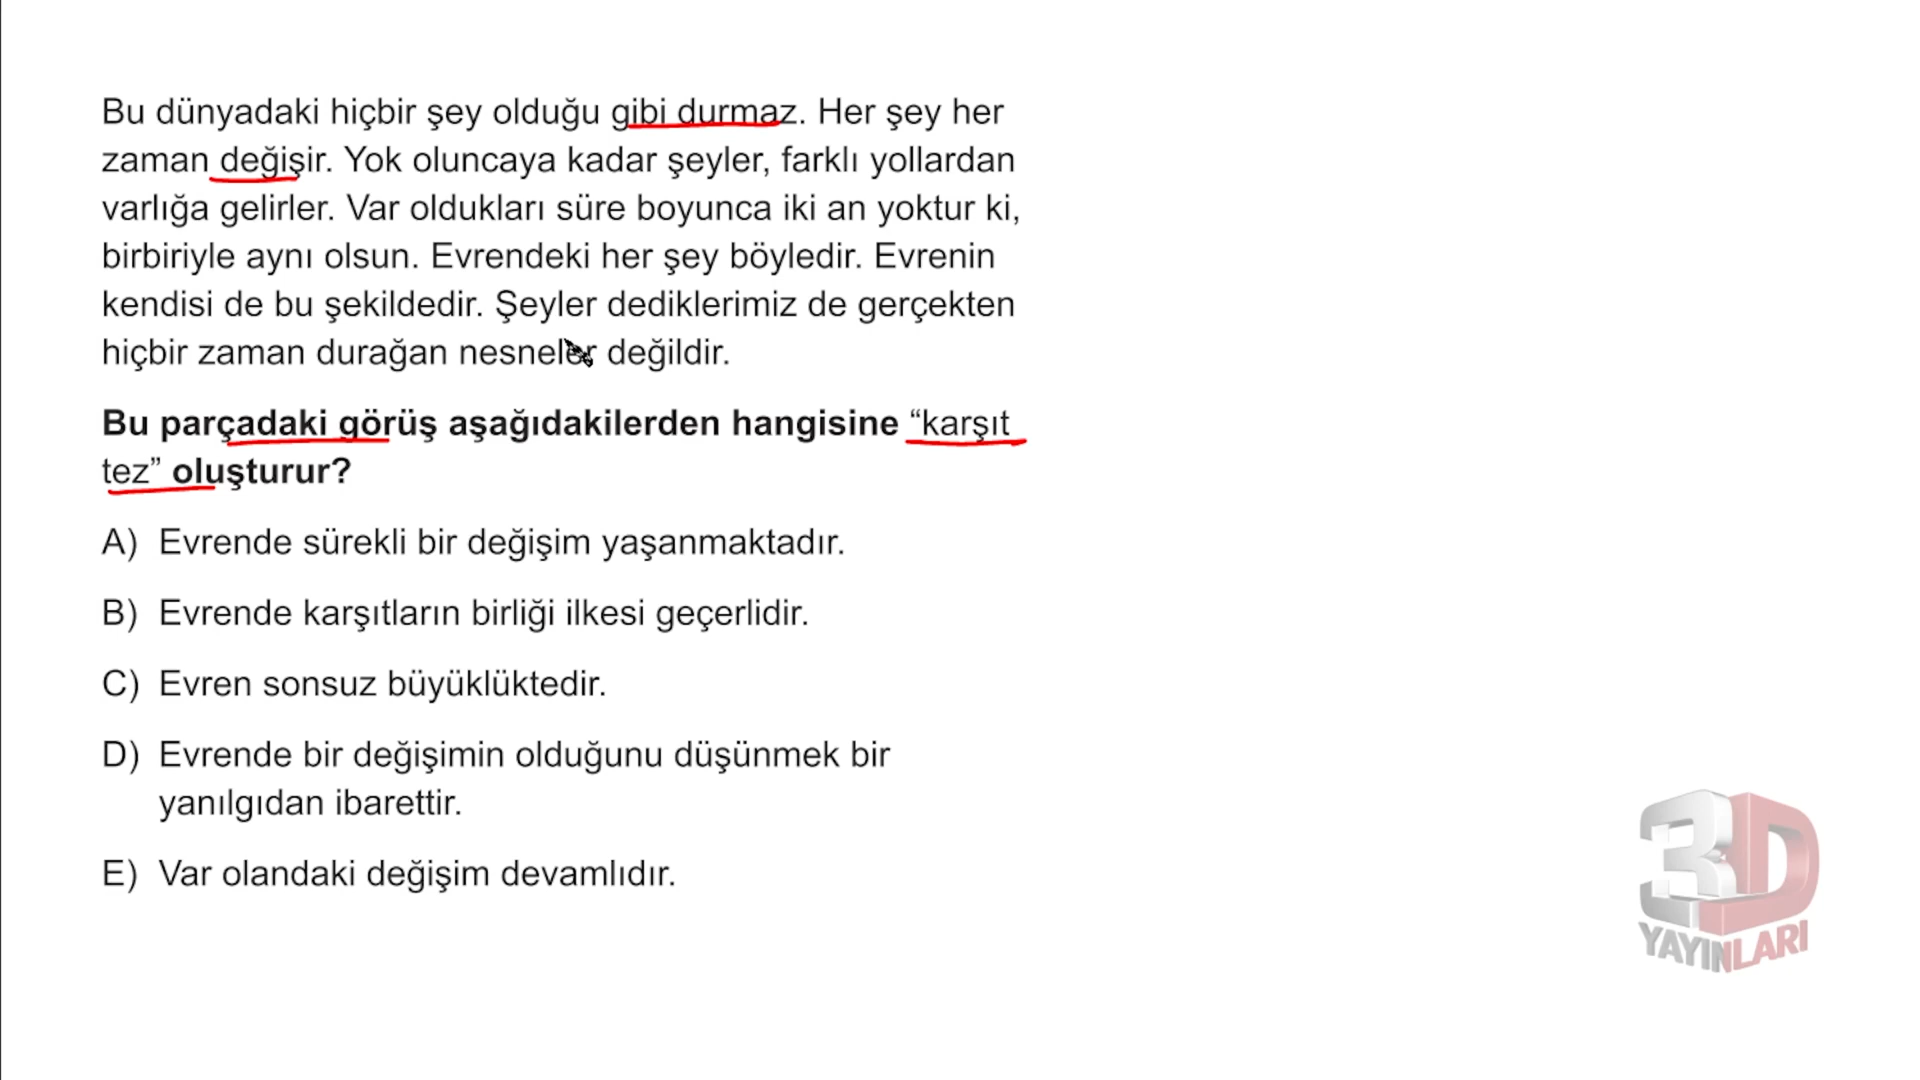 Bu dünyadaki hiçbir şey olduğu gibi durmaz. Her şey her
zaman değişir. Yok oluncaya kadar şeyler, farklı yollardan
varlığa gelirler. Var oldukları süre boyunca iki an yoktur ki,
birbiriyle aynı olsun. Evrendeki her şey böyledir. Evrenin
kendisi de bu şekildedir. Şeyler dediklerimiz de gerçekten
hiçbir zaman durağan nesneler değildir.
Bu parçadaki görüş aşağıdakilerden hangisine “karşıt
tez” oluşturur?
A) Evrende sürekli bir değişim yaşanmaktadır.
B) Evrende karşıtların birliği ilkesi geçerlidir.
C) Evren sonsuz büyüklüktedir.
D) Evrende bir değişimin olduğunu düşünmek bir
yanılgıdan ibarettir.
E) Var olandaki değişim devamlıdır.
3D
YAYINLARI